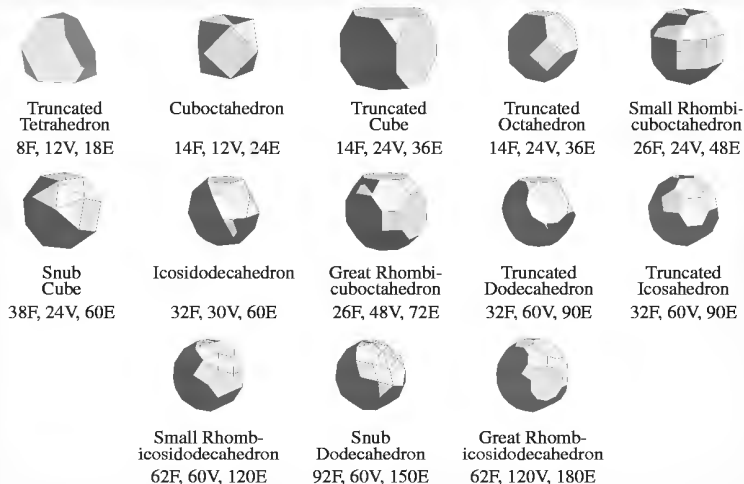 Truncated
Tetrahedron
8F, 12V, 18E
Cuboctahedron
14F, 12V, 24E
Truncated
Cube
14F, 24V, 36E
Truncated
Octahedron
14F, 24V, 36E
Small Rhombi-
cuboctahedron
26F, 24V, 48E
Snub
Cube
38F, 24V, 60E
Icosidodecahedron
32F, 30V, 60E
Great Rhombi-
cuboctahedron
26F, 48V, 72E
Truncated
Dodecahedron
32F, 60V, 90E
Truncated
Icosahedron
32F, 60V, 90E
Small Rhomb-
icosidodecahedron
62F, 60V, 120E
Snub
Dodecahedron
92F, 60V, 150E
Great Rhomb-
icosidodecahedron
62F, 120V, 180E